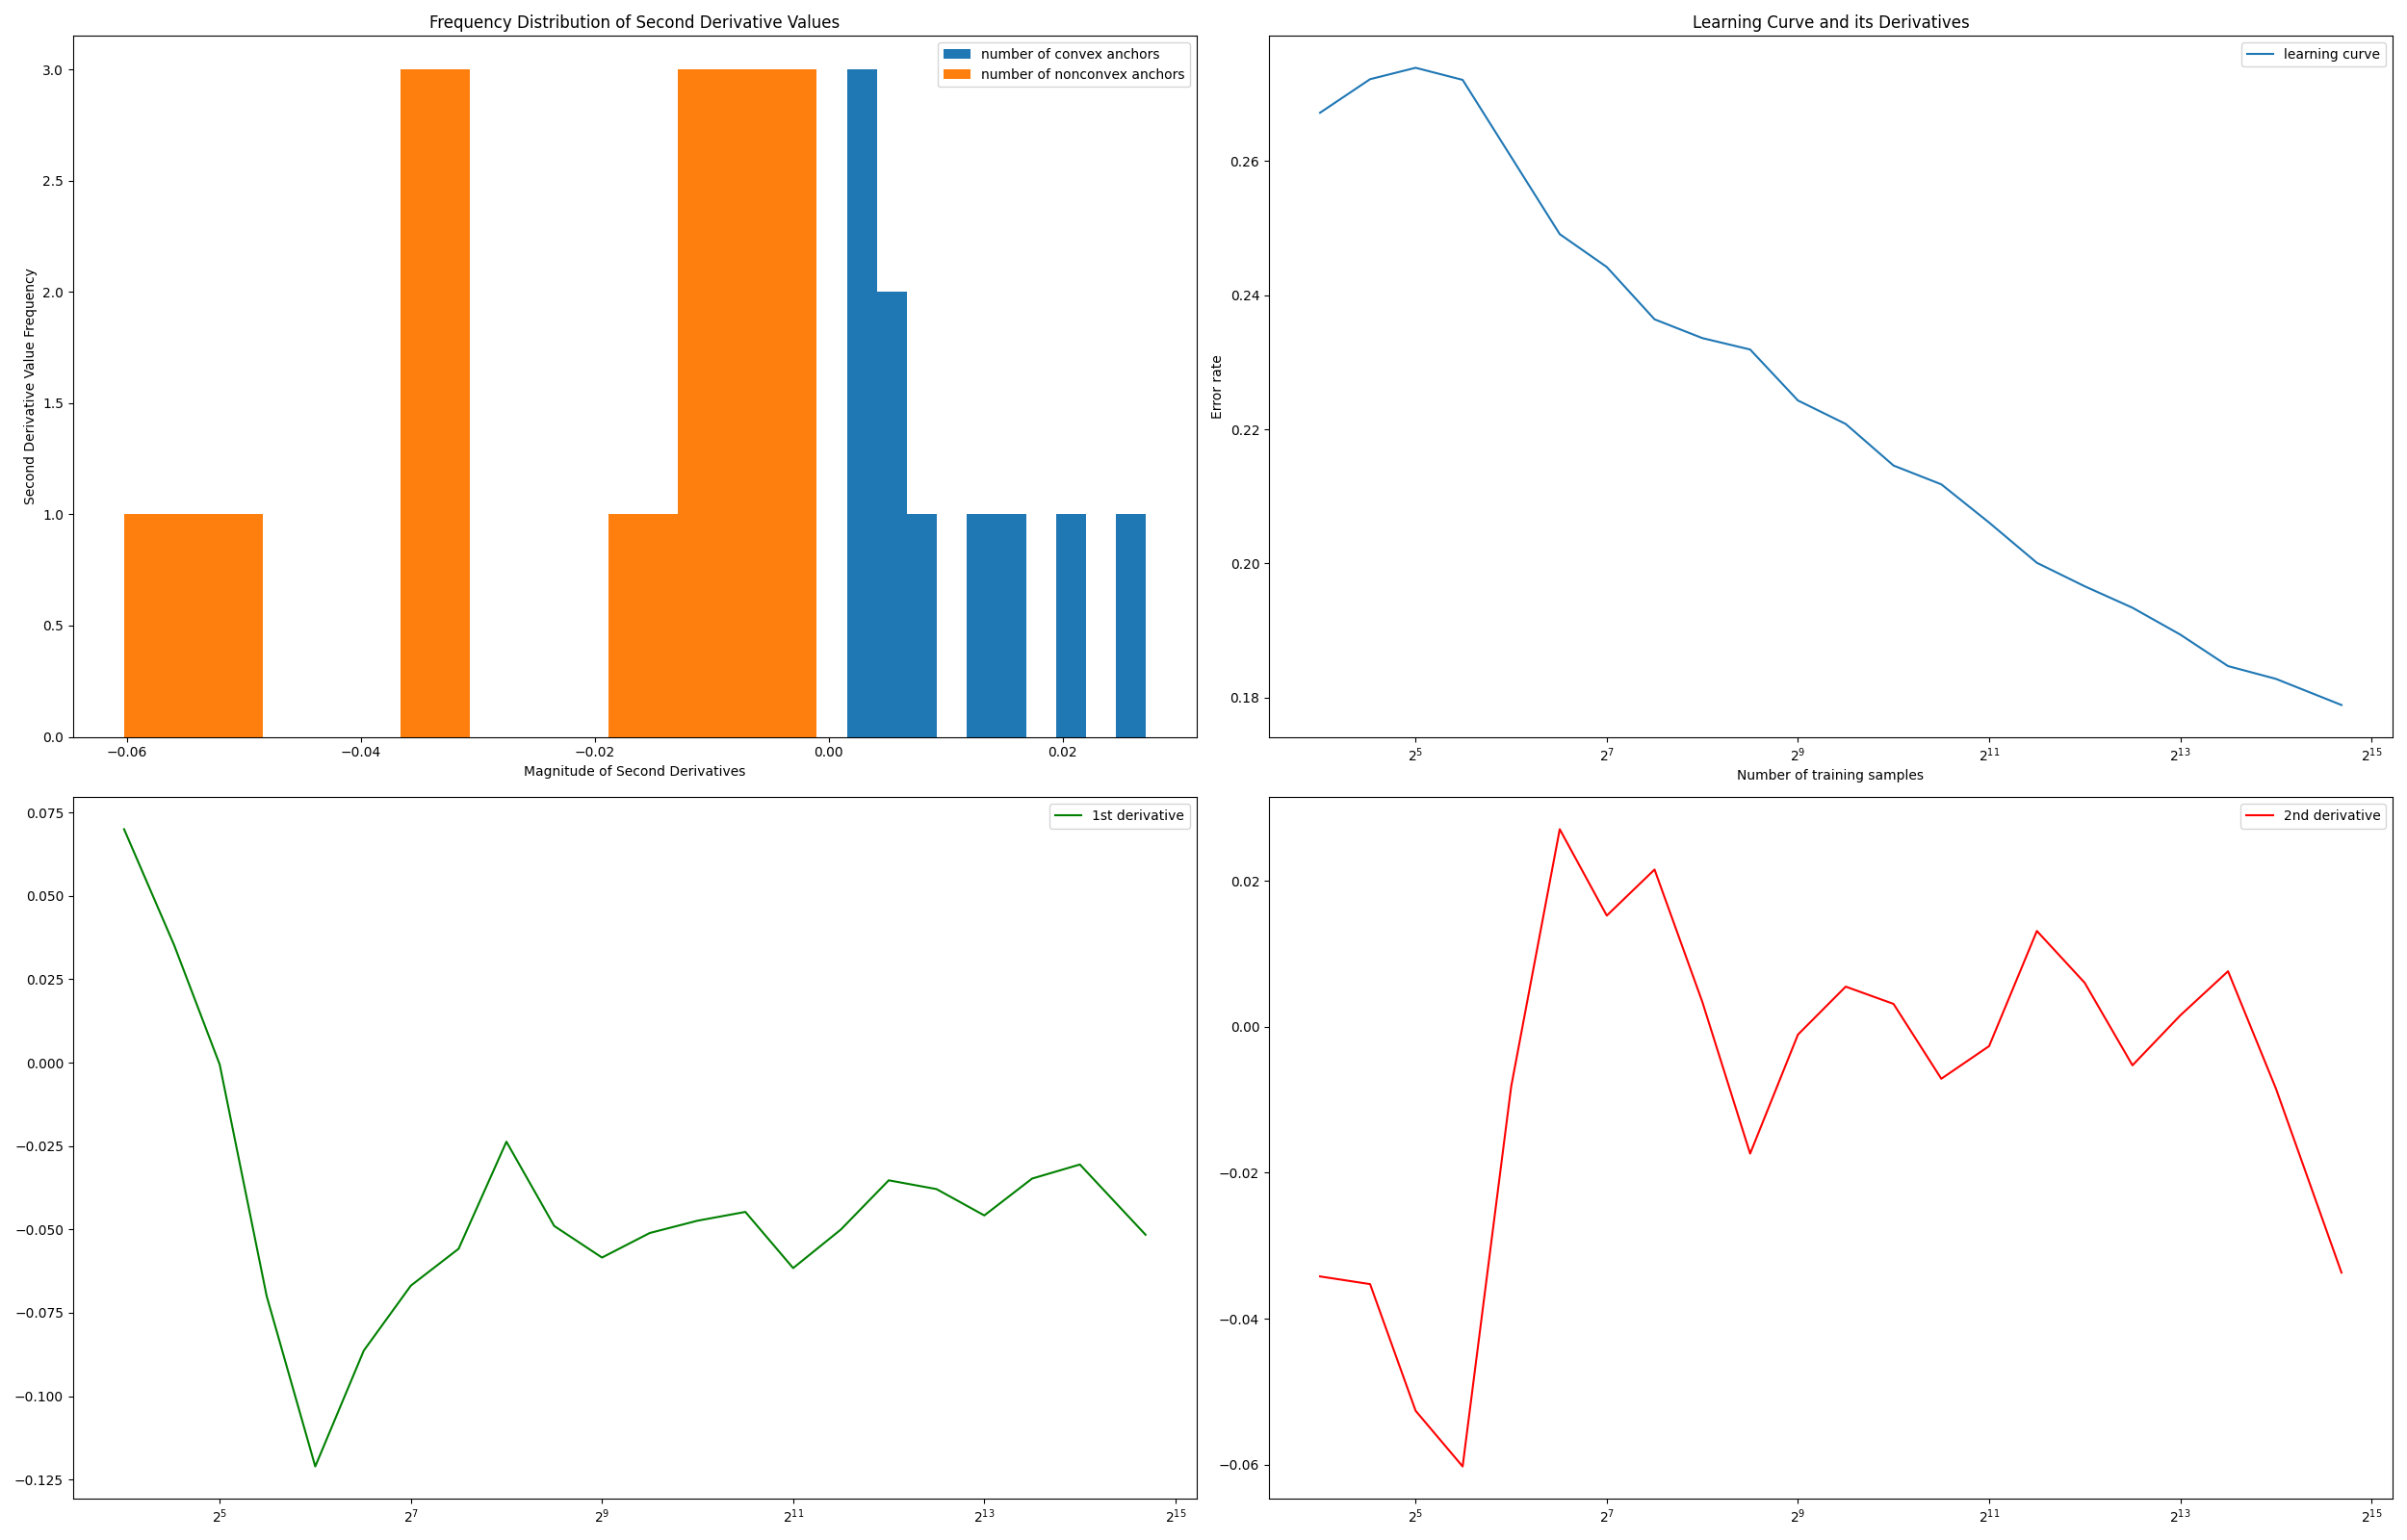 Frequency Distribution of Second Derivative Values
number of convex anchors
number of nonconvex anchors
Second Derivative Value Frequency
3.0
2.5
2.0
1.5
1.0
0.5
0.0
−0.06 −0.04 −0.02 0.00 0.02
Magnitude of Second Derivatives
Learning Curve and its Derivatives
learning curve
Error rate
0.26
0.24
0.22
0.20
0.18
2^5 2^7 2^9 2^11 2^13 2^15
Number of training samples
1st derivative
0.075
0.050
0.025
0.000
−0.025
−0.050
−0.075
−0.100
−0.125
2^5 2^7 2^9 2^11 2^13 2^15
2nd derivative
0.02
0.00
−0.02
−0.04
−0.06
2^5 2^7 2^9 2^11 2^13 2^15